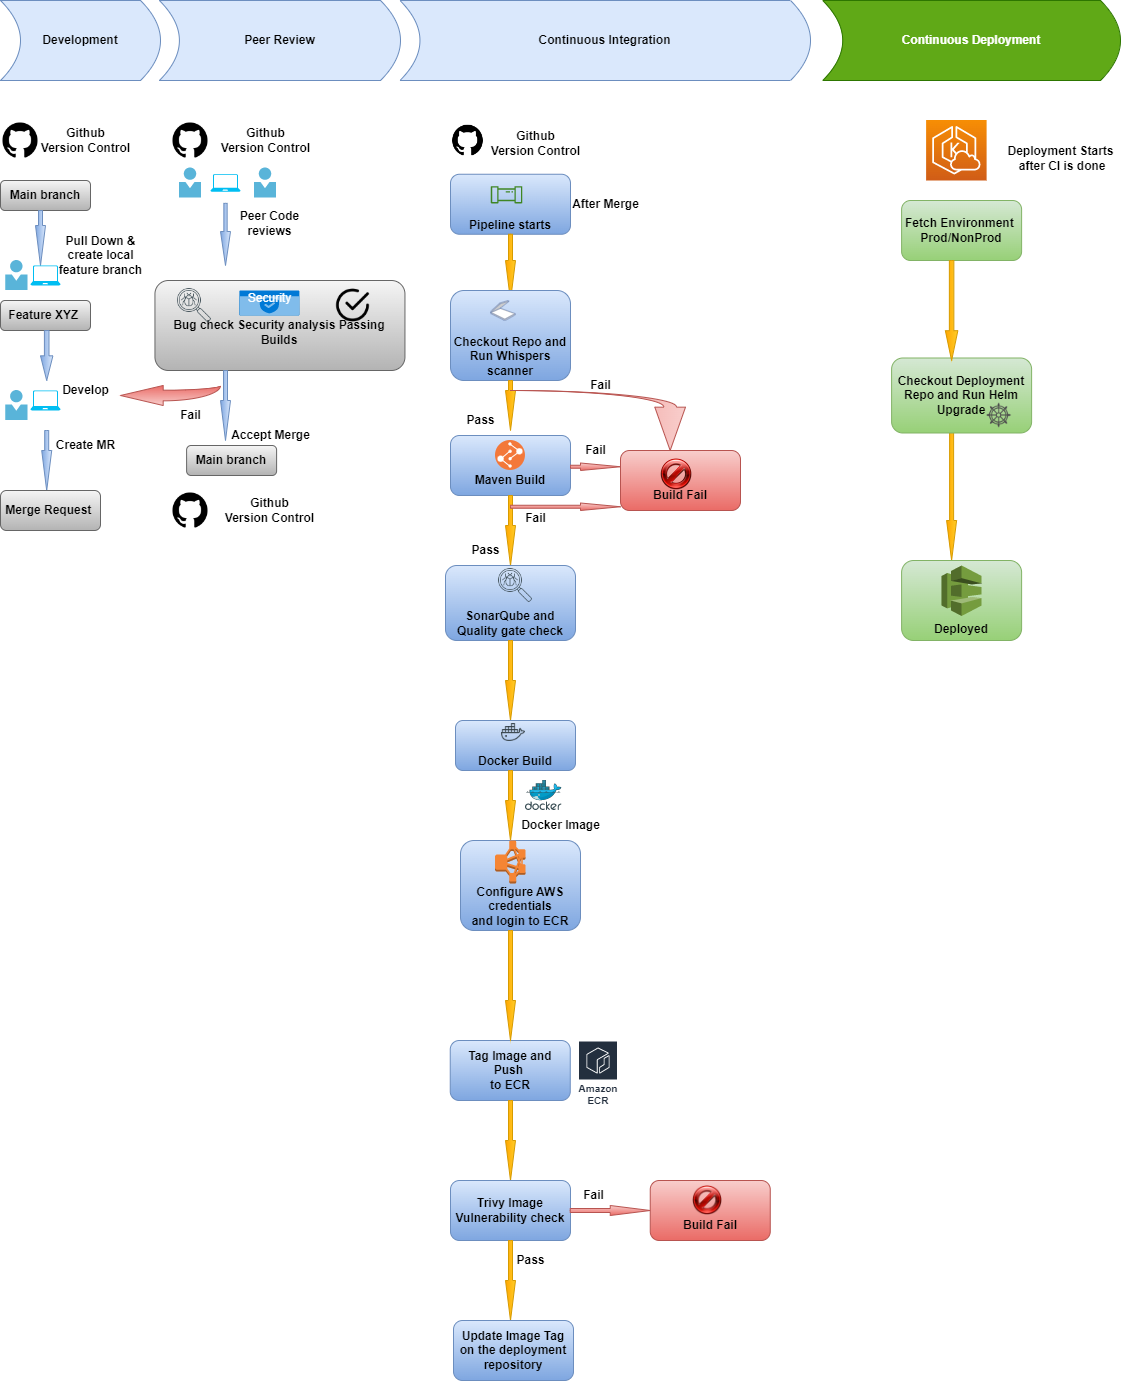 Development
Peer Review
Continuous Integration
Continuous Deployment
Github
Version Control
Main branch
Pull Down &
create local
feature branch
Feature XYZ
Develop
Create MR
Merge Request
Github
Version Control
Peer Code
reviews
Security
Bug check Security analysis Passing
Builds
Fail
Accept Merge
Main branch
Github
Version Control
Github
Version Control
Pipeline starts
After Merge
Checkout Repo and
Run Whispers
scanner
Fail
Pass
Maven Build
Fail
Build Fail
Fail
Pass
SonarQube and
Quality gate check
Docker Build
docker
Docker Image
Configure AWS
credentials
and login to ECR
Tag Image and
Push
to ECR
Amazon
ECR
Trivy Image
Vulnerability check
Fail
Build Fail
Pass
Update Image Tag
on the deployment
repository
K
Deployment Starts
after CI is done
Fetch Environment
Prod/NonProd
Checkout Deployment
Repo and Run Helm
Upgrade
Deployed